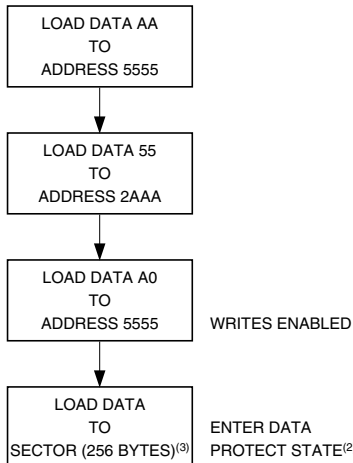 LOAD DATA AA
TO
ADDRESS 5555
LOAD DATA 55
TO
ADDRESS 2AAA
LOAD DATA A0
TO
ADDRESS 5555
WRITES ENABLED
LOAD DATA
TO
SECTOR (256 BYTES)(3)
ENTER DATA
PROTECT STATE(2